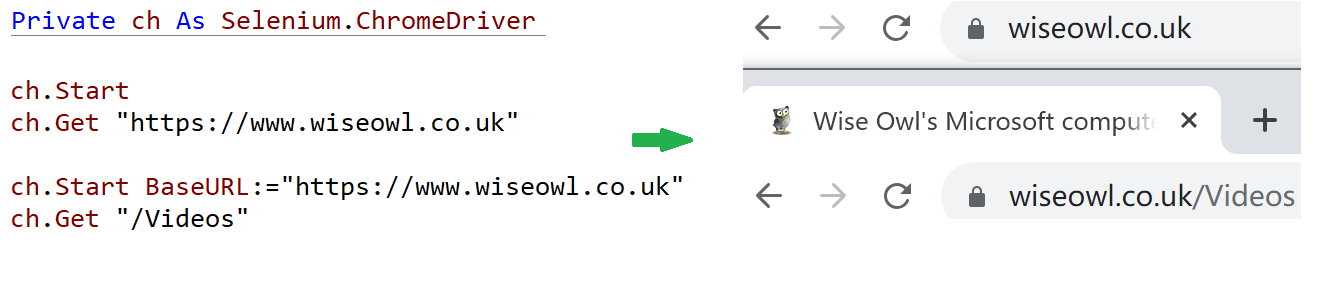 Private ch As Selenium.ChromeDriver
ch.Start
ch.Get "https://www.wiseowl.co.uk"
ch.Start BaseURL:="https://www.wiseowl.co.uk"
ch.Get "/Videos"
wiseowl.co.uk
Wise Owl's Microsoft compute
wiseowl.co.uk/Videos